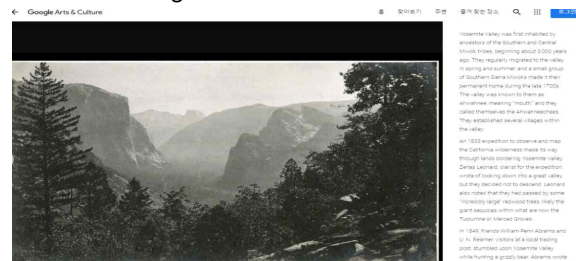 ← Google Arts & Culture 홈 찾아보기 주변 즐겨 찾는 장소 로그인
Yosemite Valley was first inhabited by
ancestors of the Southern and Central
Miwok tribes, beginning about 3,000 years
ago. They regularly migrated to the valley
in spring and summer, and a small group
of Southern Sierra Miwoks made it their
permanent home during the late 1700s.
The valley was known to them as
Ahwahnee, meaning "mouth" and they
called themselves the Ahwahneechees.
They established several villages within
the valley.
An 1833 expedition to observe and map
the California wilderness made its way
through lands bordering Yosemite Valley.
Zenas Leonard, diarist for the expedition,
wrote of looking down into a great valley,
but they decided not to descend. Leonard
also noted that they had passed by some
"incredibly large" redwood trees, likely the
giant sequoias within what are now the
Tuolumne or Merced Groves.
In 1849, friends William Penn Abrams and
U. N. Reamer, visitors at a local trading
post, stumbled upon Yosemite Valley
while hunting a grizzly bear. Abrams wrote